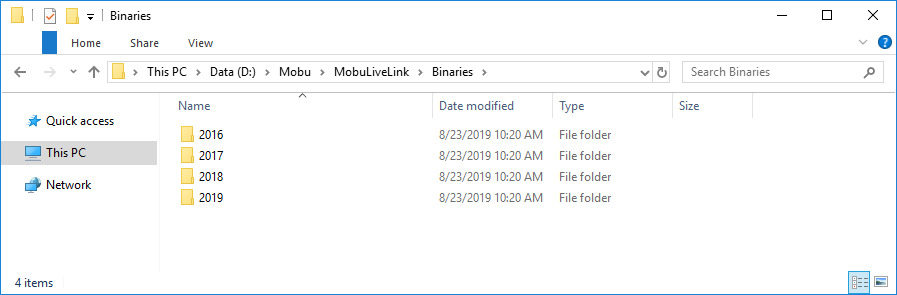 Binaries
Home Share View
This PC > Data (D:) > Mobu > MobuLiveLink > Binaries >
Search Binaries
Name Date modified Type Size
Quick access
This PC
Network
2016 8/23/2019 10:20 AM File folder
2017 8/23/2019 10:20 AM File folder
2018 8/23/2019 10:20 AM File folder
2019 8/23/2019 10:20 AM File folder
4 items